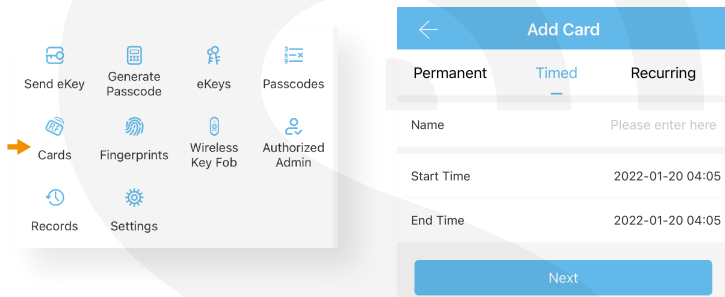 Send eKey
Generate
Passcode
eKeys
Passcodes
RF
Cards
Fingerprints
Wireless
Key Fob
Authorized
Admin
Records
Settings
Add Card
Permanent Timed Recurring
Name Please enter here
Start Time 2022-01-20 04:05
End Time 2022-01-20 04:05
Next